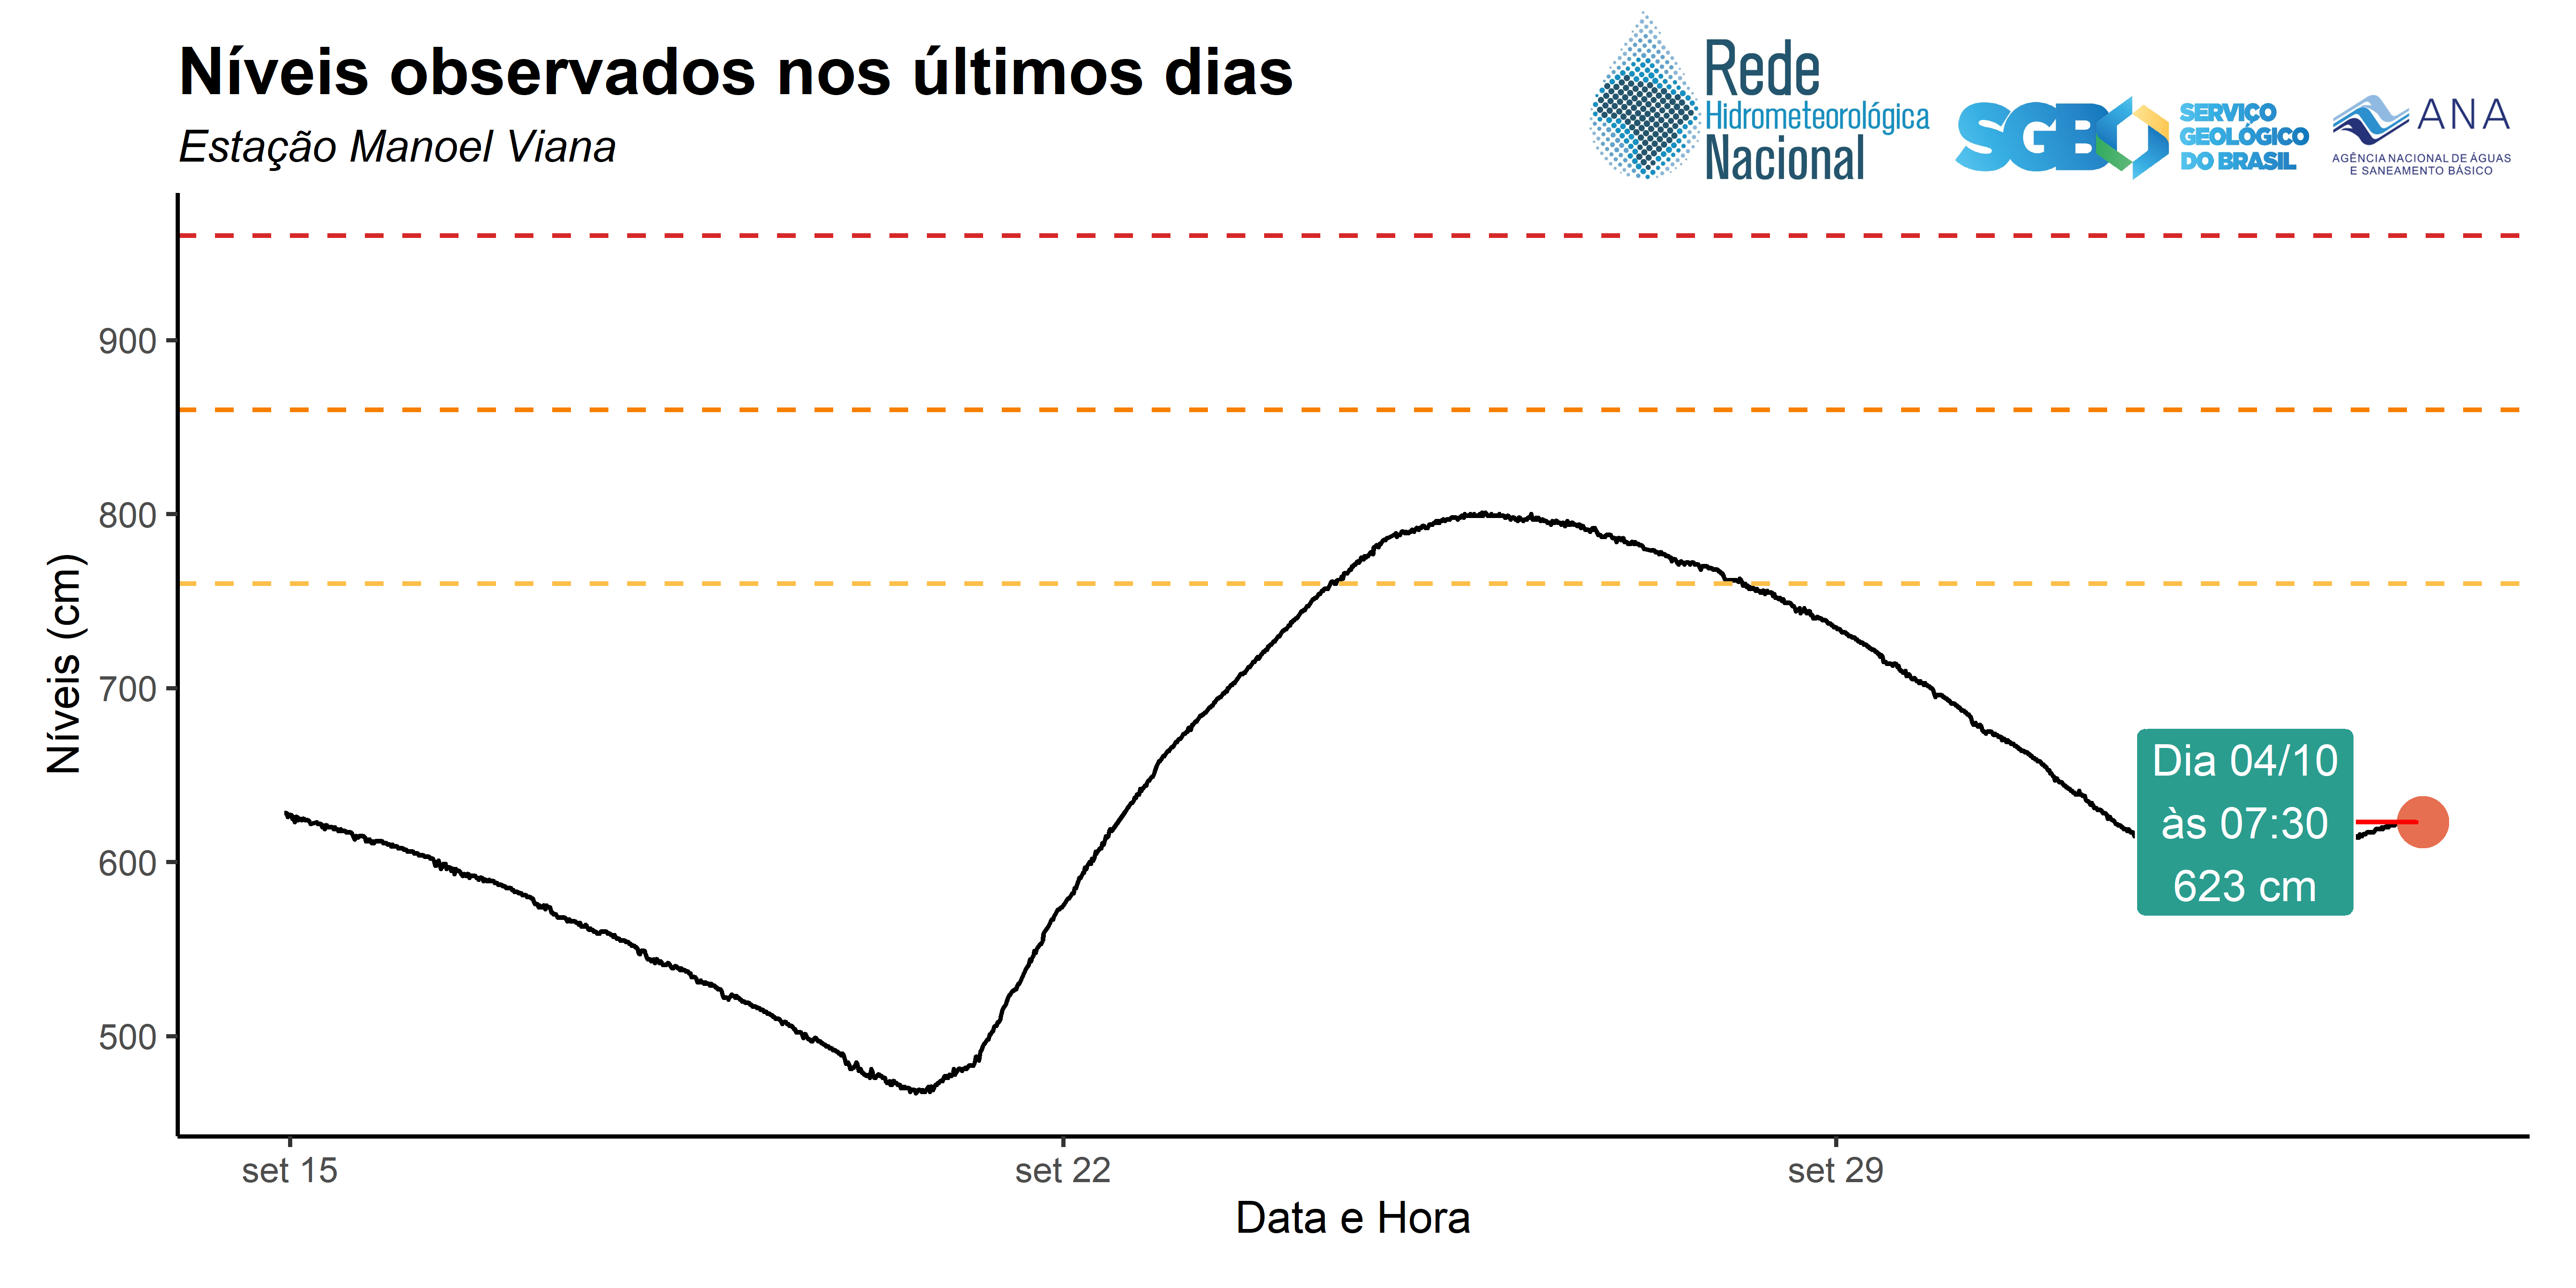 Níveis observados nos últimos dias
Estação Manoel Viana
Rede
Hidrometeorológica
Nacional
SGB
SERVIÇO
GEOLÓGICO
DO BRASIL
ANA
AGÊNCIA NACIONAL DE ÁGUAS
E SANEAMENTO BÁSICO
Níveis (cm)
900
800
700
600
500
Dia 04/10
às 07:30
623 cm
set 15
set 22
set 29
Data e Hora